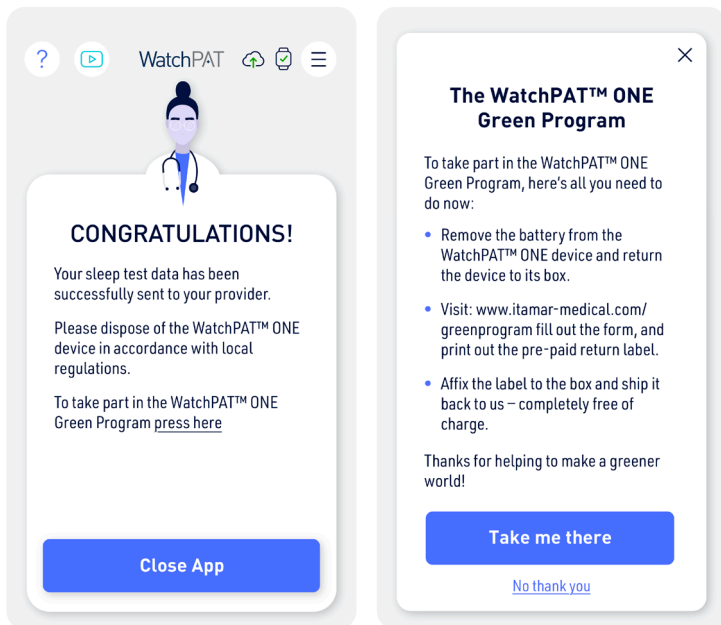 ?
WatchPAT
CONGRATULATIONS!
Your sleep test data has been
successfully sent to your provider.
Please dispose of the WatchPAT™ ONE
device in accordance with local
regulations.
To take part in the WatchPAT™ ONE
Green Program press here
Close App
The WatchPAT™ ONE
Green Program
To take part in the WatchPAT™ ONE
Green Program, here's all you need to
do now:
• Remove the battery from the
WatchPAT™ ONE device and return
the device to its box.
• Visit: www.itamar-medical.com/
greenprogram fill out the form, and
print out the pre-paid return label.
• Affix the label to the box and ship it
back to us – completely free of
charge.
Thanks for helping to make a greener
world!
Take me there
No thank you